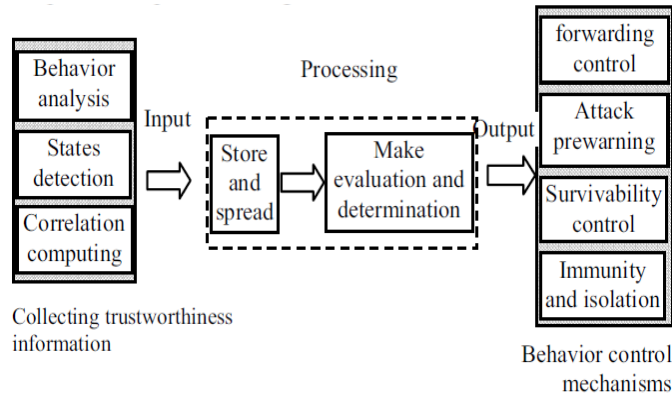 Behavior
analysis
States
detection
Correlation
computing
Collecting trustworthiness
information
Input
Processing
Store
and
spread
Make
evaluation and
determination
Output
forwarding
control
Attack
prewarning
Survivability
control
Immunity
and isolation
Behavior control
mechanisms